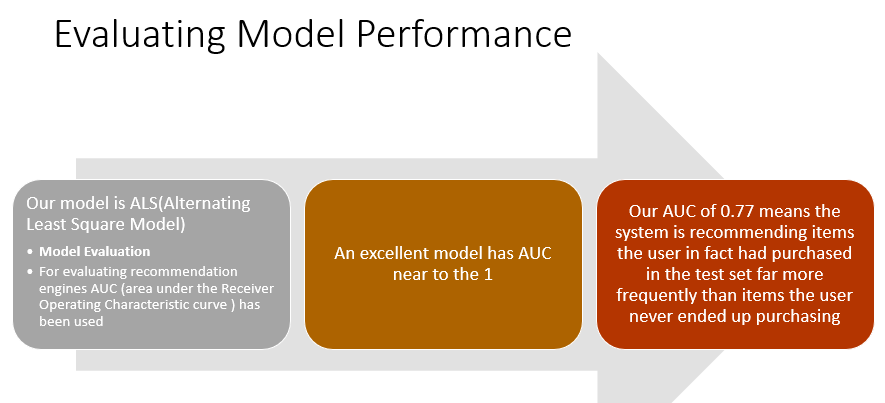 Evaluating Model Performance
Our model is ALS(Alternating
Least Square Model)
• Model Evaluation
• For evaluating recommendation
engines AUC (area under the Receiver
Operating Characteristic curve ) has
been used
An excellent model has AUC
near to the 1
Our AUC of 0.77 means the
system is recommending items
the user in fact had purchased
in the test set far more
frequently than items the user
never ended up purchasing